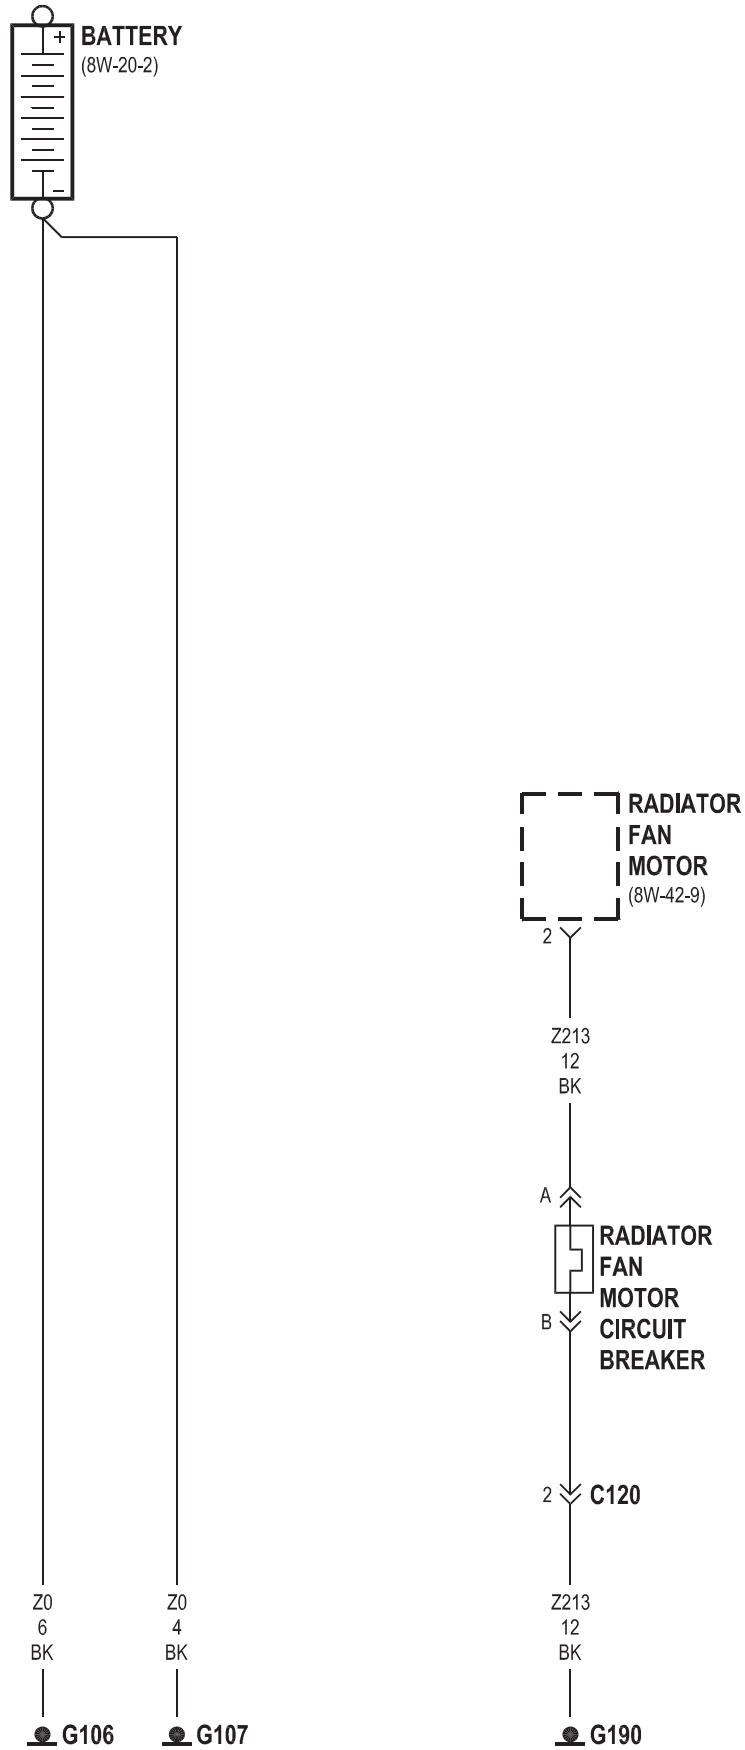 +
BATTERY
(8W-20-2)
−
RADIATOR
FAN
MOTOR
(8W-42-9)
2
Z213
12
BK
A
RADIATOR
FAN
MOTOR
CIRCUIT
BREAKER
B
2 C120
Z0
6
BK
Z0
4
BK
Z213
12
BK
G106
G107
G190